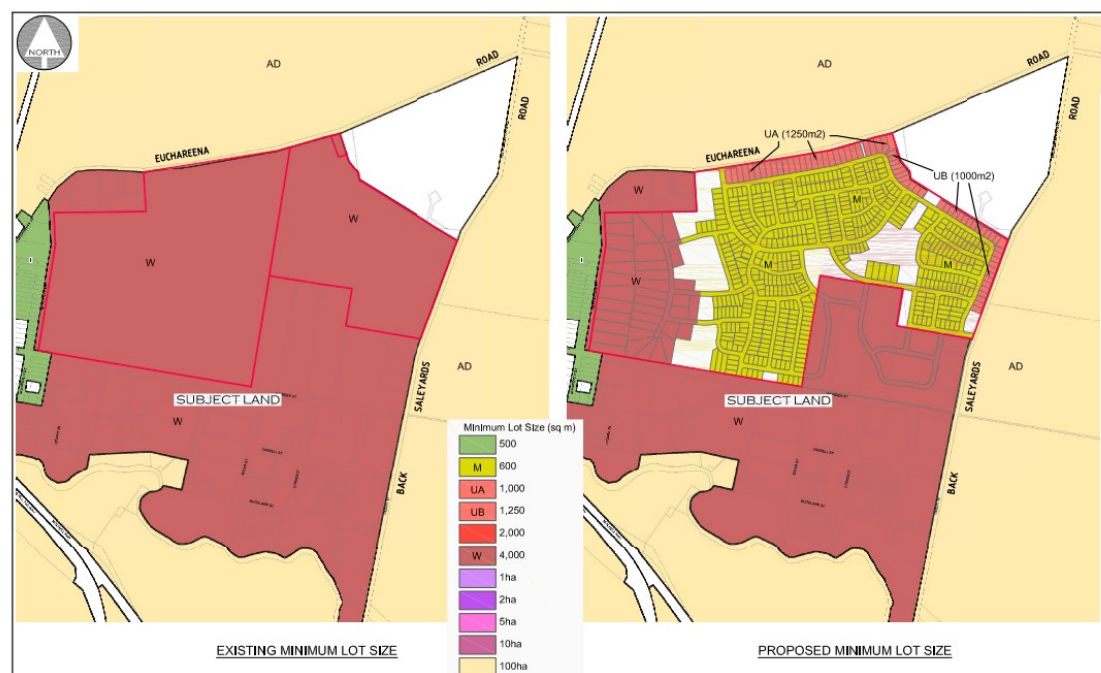 NORTH
AD
ROAD
ROAD
EUCHAREENA
W
W
SUBJECT LAND
W
AD
SALEYARDS
BACK
EXISTING MINIMUM LOT SIZE
Minimum Lot Size (sq m)
500
M 600
UA 1,000
UB 1,250
2,000
W 4,000
1ha
2ha
5ha
10ha
100ha
AD
ROAD
ROAD
UA (1250m2)
EUCHAREENA
UB (1000m2)
W
M
M
M
W
AD
SUBJECT LAND
W
SALEYARDS
BACK
PROPOSED MINIMUM LOT SIZE